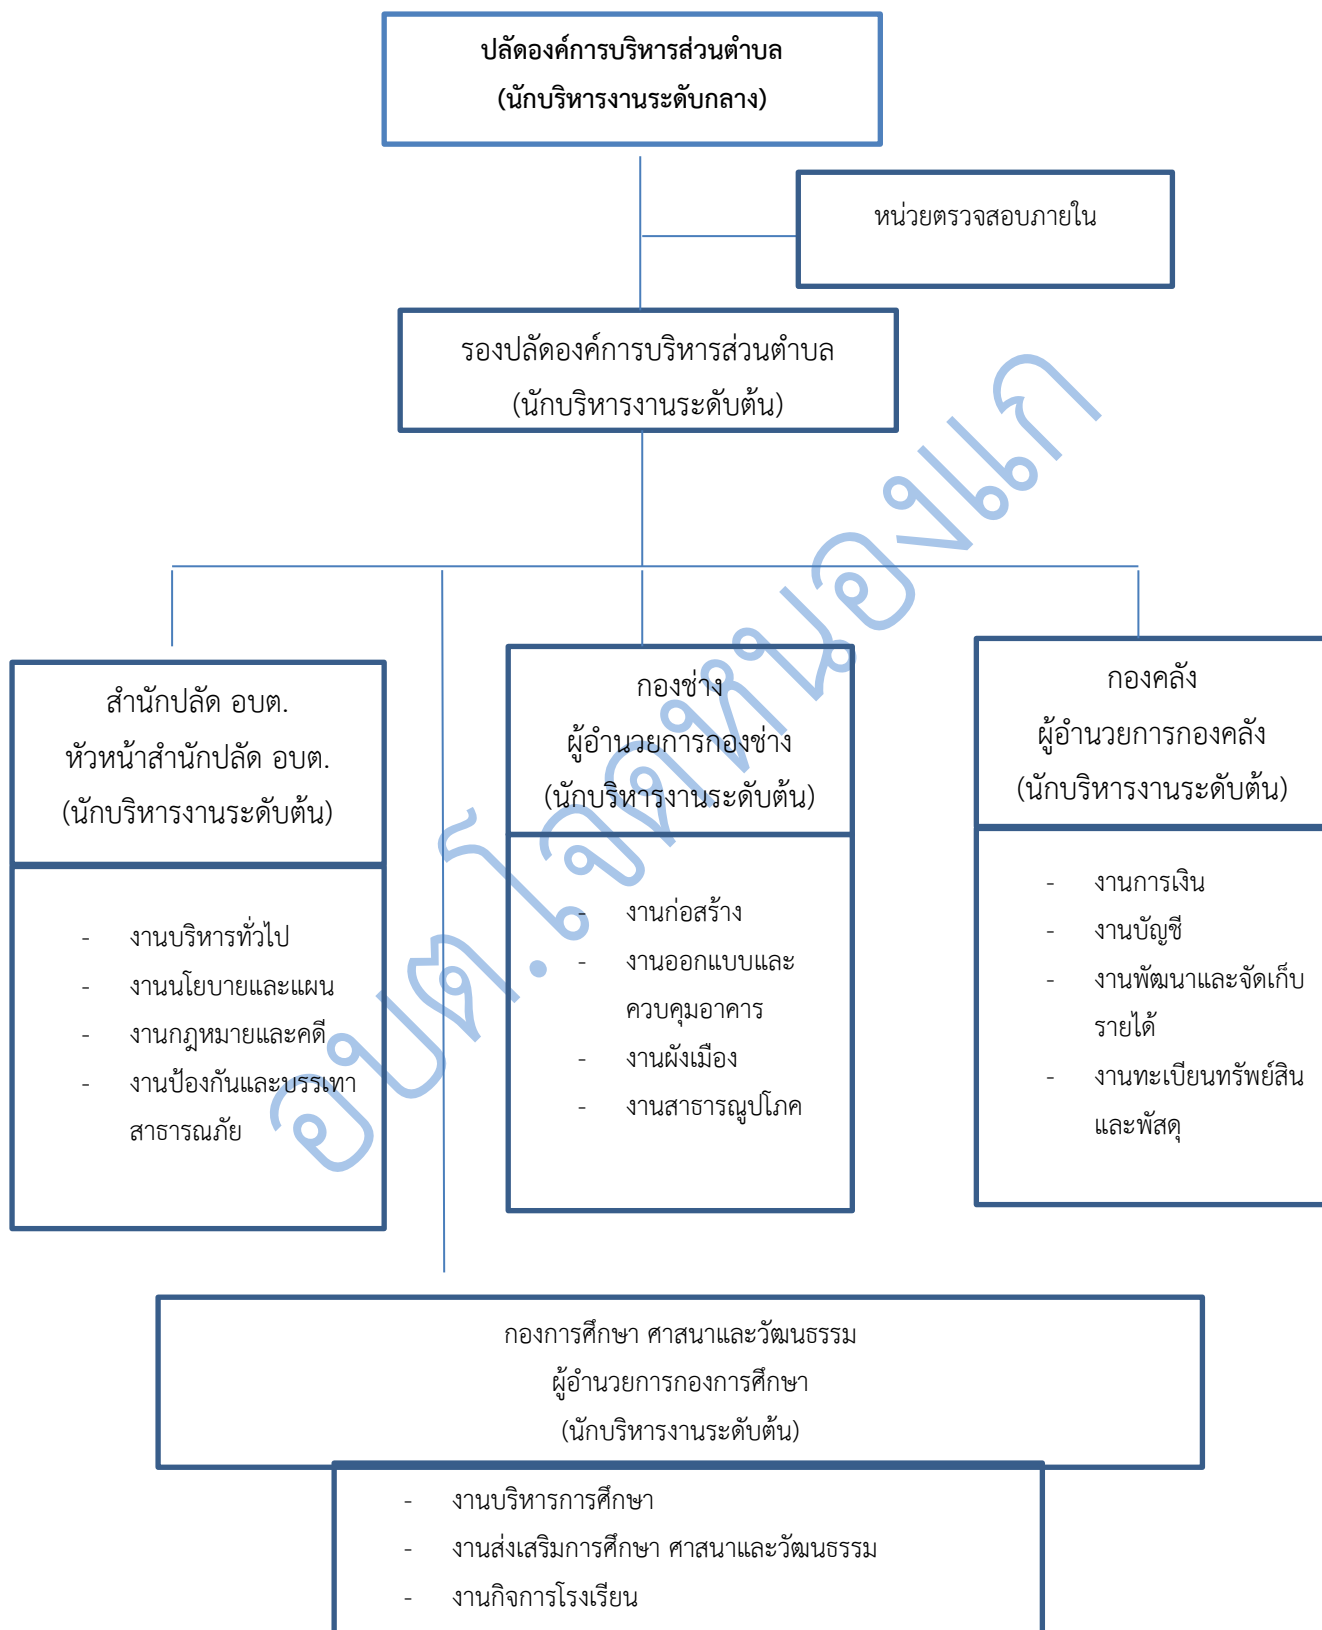 ปลัดองค์การบริหารส่วนตำบล
(นักบริหารงานระดับกลาง)
หน่วยตรวจสอบภายใน
รองปลัดองค์การบริหารส่วนตำบล
(นักบริหารงานระดับต้น)
สำนักปลัด อบต.
หัวหน้าสำนักปลัด อบต.
(นักบริหารงานระดับต้น)
- งานบริหารทั่วไป
- งานนโยบายและแผน
- งานกฎหมายและคดี
- งานป้องกันและบรรเทา
สาธารณภัย
กองช่าง
ผู้อำนวยการกองช่าง
(นักบริหารงานระดับต้น)
- งานก่อสร้าง
- งานออกแบบและ
ควบคุมอาคาร
- งานผังเมือง
- งานสาธารณูปโภค
กองคลัง
ผู้อำนวยการกองคลัง
(นักบริหารงานระดับต้น)
- งานการเงิน
- งานบัญชี
- งานพัฒนาและจัดเก็บ
รายได้
- งานทะเบียนทรัพย์สิน
และพัสดุ
กองการศึกษา ศาสนาและวัฒนธรรม
ผู้อำนวยการกองการศึกษา
(นักบริหารงานระดับต้น)
- งานบริหารการศึกษา
- งานส่งเสริมการศึกษา ศาสนาและวัฒนธรรม
- งานกิจการโรงเรียน
อบต.โจดหนองแก